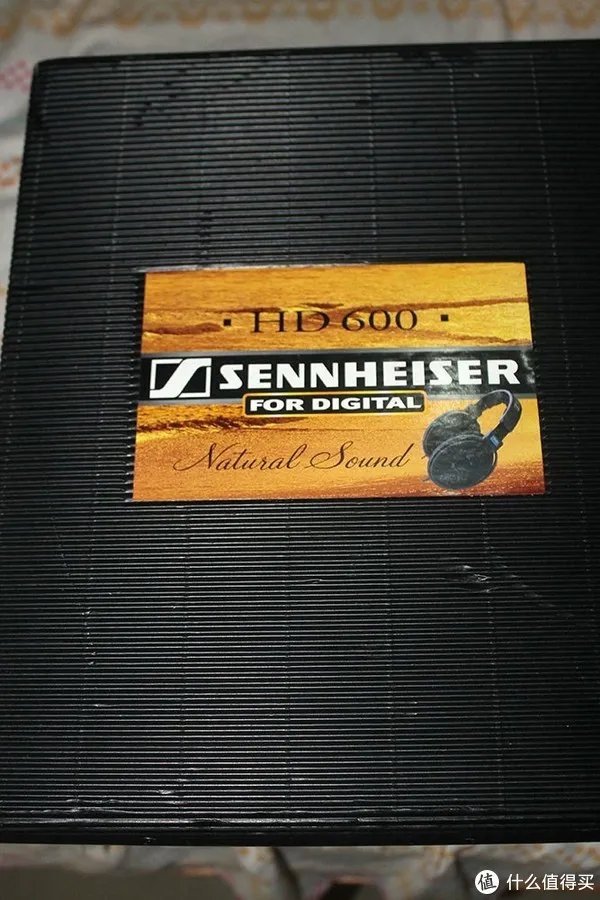 · HD 600 ·
SENNHEISER
FOR DIGITAL
Natural Sound
值 什么值得买